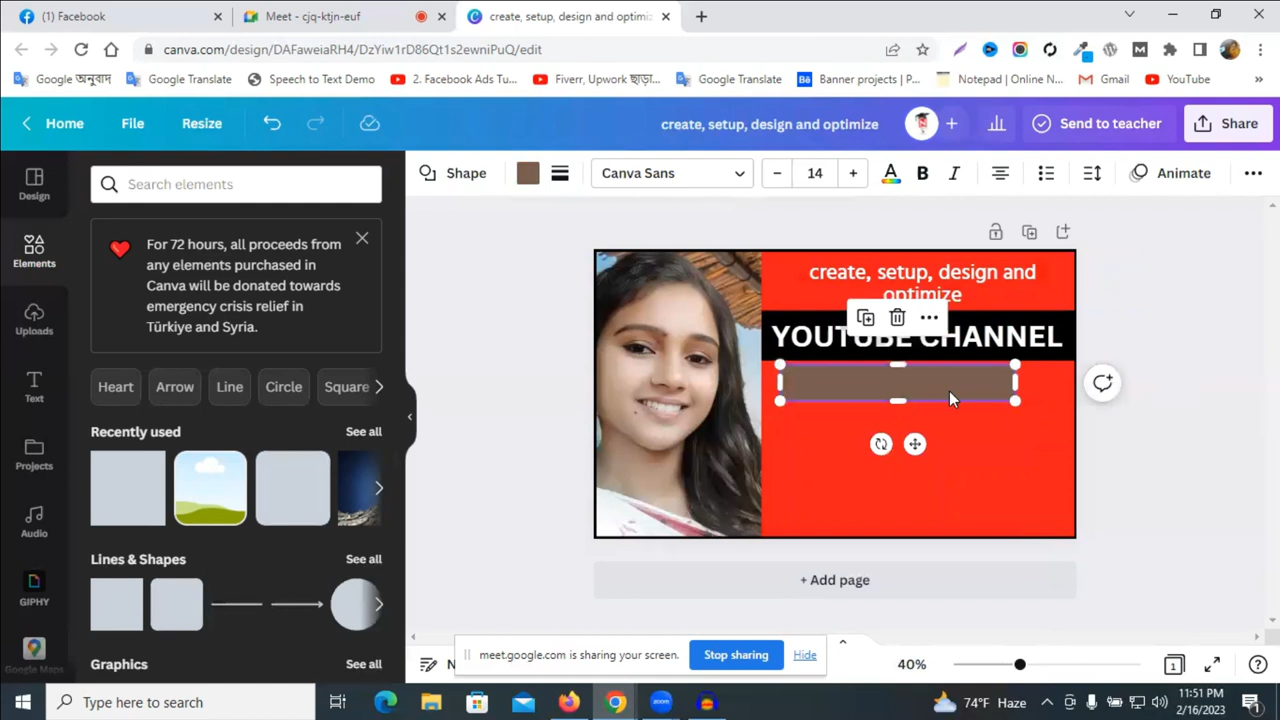 (1) Facebook
Meet - cjq-ktjn-euf
create, setup, design and optimiz
canva.com/design/DAFaweiaRH4/DzYiw1rD86Qt1s2ewniPuQ/edit
Google অনুবাদ
Google Translate
Speech to Text Demo
2. Facebook Ads Tu...
Fiverr, Upwork ছাড়া...
Google Translate
Banner projects | P...
Notepad | Online N...
Gmail
YouTube
Home
File
Resize
create, setup, design and optimize
Send to teacher
Share
Design
Elements
Uploads
Text
Projects
Audio
GIPHY
Google Maps
Search elements
For 72 hours, all proceeds from
any elements purchased in
Canva will be donated towards
emergency crisis relief in
Türkiye and Syria.
Heart
Arrow
Line
Circle
Square
Recently used
See all
Lines & Shapes
See all
Graphics
See all
Shape
Canva Sans
14
A
B
I
Animate
create, setup, design and
optimize
YOUTUBE CHANNEL
+ Add page
meet.google.com is sharing your screen.
Stop sharing
Hide
N
40%
1
Type here to search
zoom
74°F Haze
11:51 PM
2/16/2023